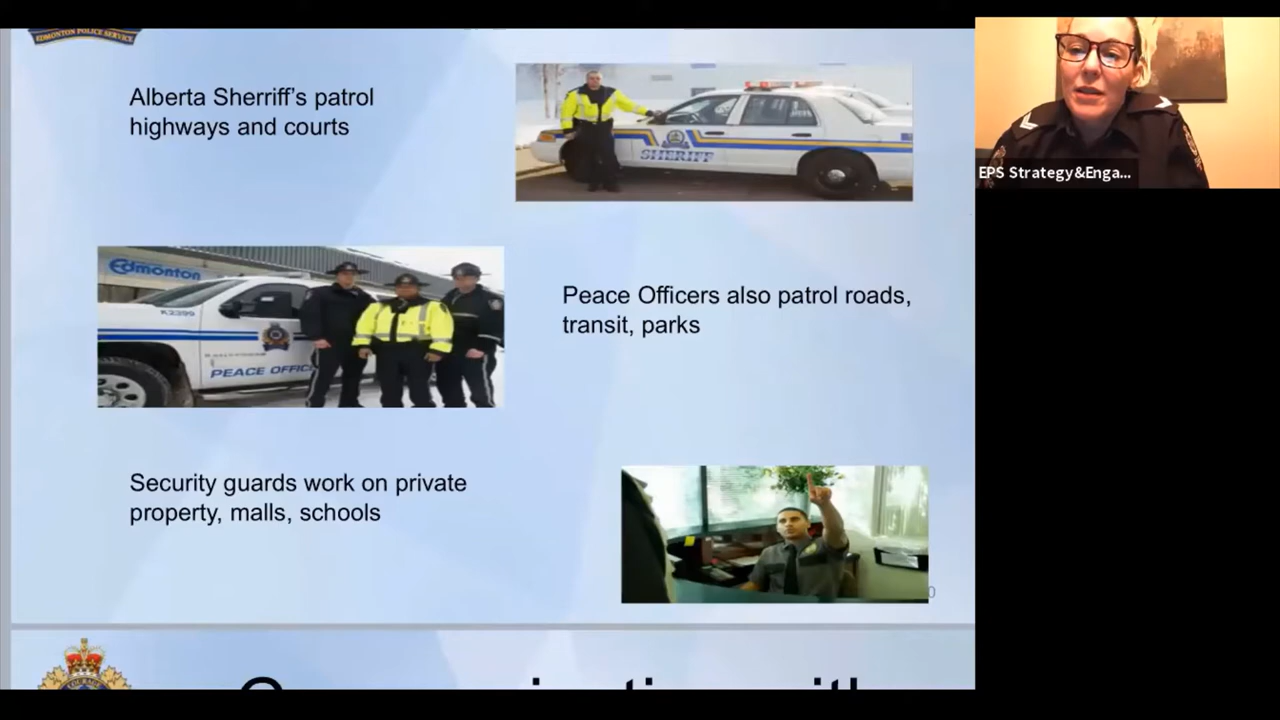 EDMONTON POLICE SERVICE
Alberta Sherriff's patrol
highways and courts
SHERIFF
EPS Strategy&Enga...
Edmonton
K2399
PEACE OFFIC
Peace Officers also patrol roads,
transit, parks
Security guards work on private
property, malls, schools
0